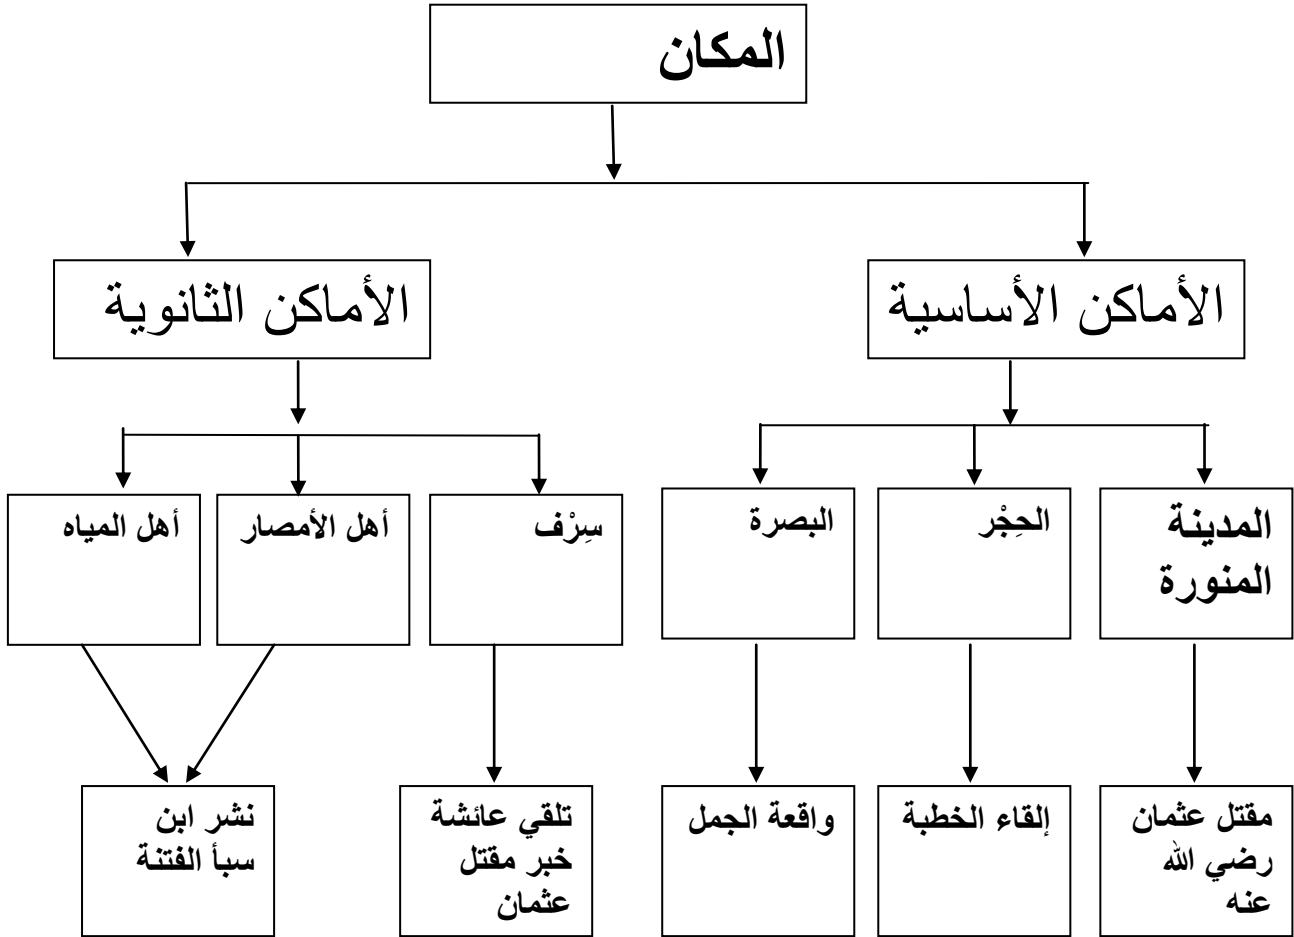 المكان
الأماكن الأساسية
الأماكن الثانوية
المدينة
المنورة
الحِجْر
البصرة
سِرْف
أهل الأمصار
أهل المياه
مقتل عثمان
رضي الله
عنه
إلقاء الخطبة
واقعة الجمل
تلقي عائشة
خبر مقتل
عثمان
نشر ابن
سبأ الفتنة